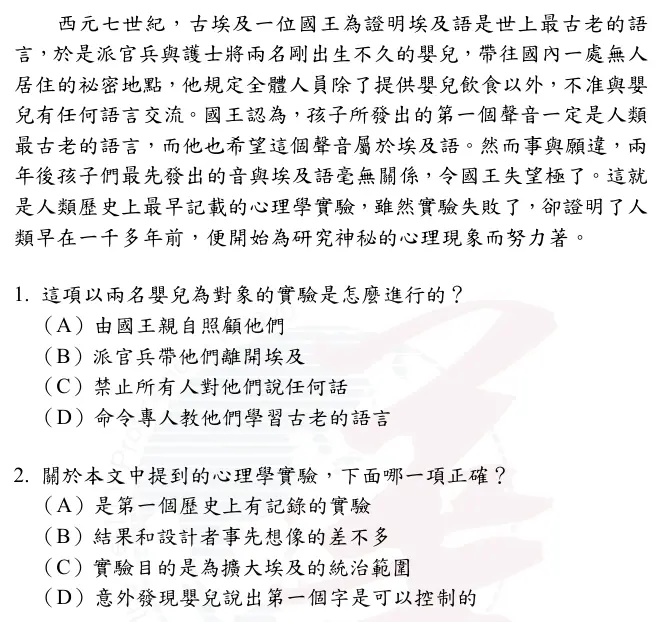 西元七世紀，古埃及一位國王為證明埃及語是世上最古老的語
言，於是派官兵與護士將兩名剛出生不久的嬰兒，帶往國內一處無人
居住的祕密地點，他規定全體人員除了提供嬰兒飲食以外，不准與嬰
兒有任何語言交流。國王認為，孩子所發出的第一個聲音一定是人類
最古老的語言，而他也希望這個聲音屬於埃及語。然而事與願違，兩
年後孩子們最先發出的音與埃及語毫無關係，令國王失望極了。這就
是人類歷史上最早記載的心理學實驗，雖然實驗失敗了，卻證明了人
類早在一千多年前，便開始為研究神秘的心理現象而努力著。
1. 這項以兩名嬰兒為對象的實驗是怎麼進行的？
（A）由國王親自照顧他們
（B）派官兵帶他們離開埃及
（C）禁止所有人對他們說任何話
（D）命令專人教他們學習古老的語言
2. 關於本文中提到的心理學實驗，下面哪一項正確？
（A）是第一個歷史上有記錄的實驗
（B）結果和設計者事先想像的差不多
（C）實驗目的是為擴大埃及的統治範圍
（D）意外發現嬰兒說出第一個字是可以控制的